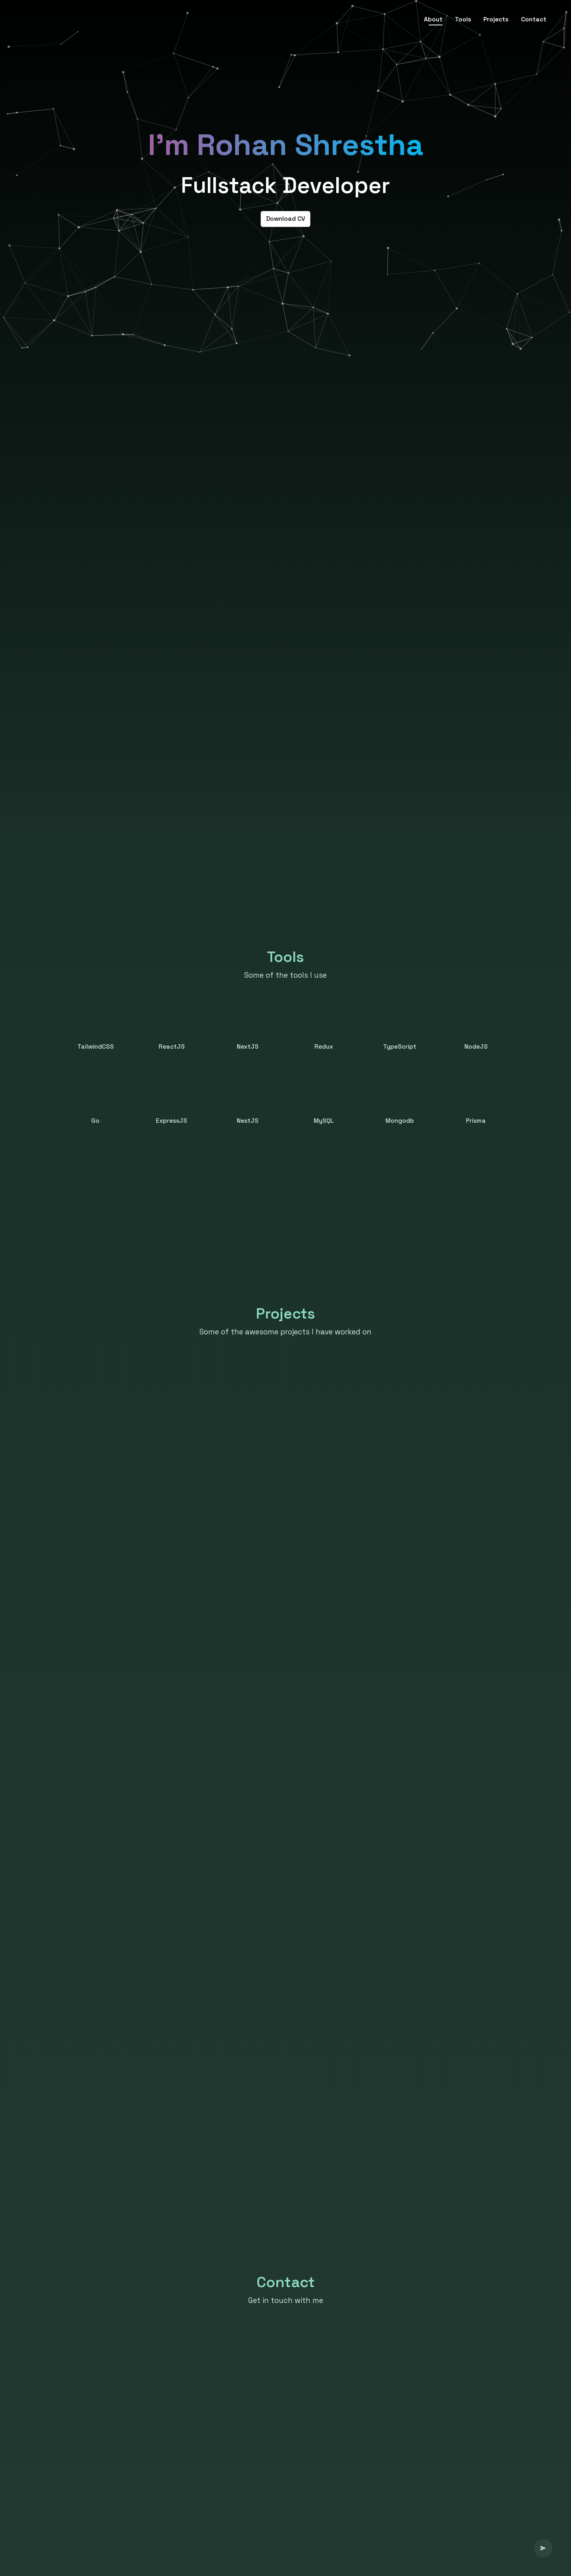 About Tools Projects Contact
I'm Rohan Shrestha
Fullstack Developer
Download CV
Tools
Some of the tools I use
TailwindCSS ReactJS NextJS Redux TypeScript NodeJS
Go ExpressJS NestJS MySQL Mongodb Prisma
Projects
Some of the awesome projects I have worked on
Contact
Get in touch with me